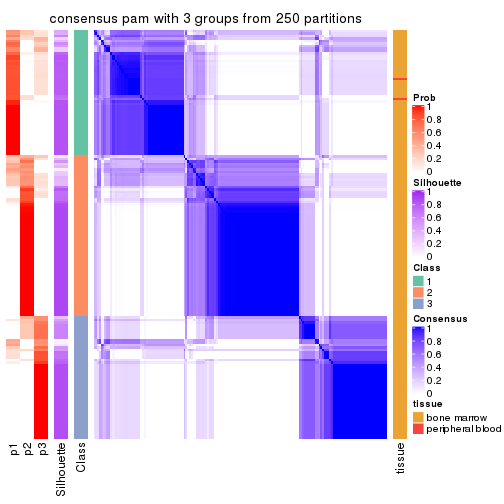 consensus pam with 3 groups from 250 partitions
Prob
1
0.8
0.6
0.4
0.2
0
Silhouette
1
0.8
0.6
0.4
0.2
0
Class
1
2
3
Consensus
1
0.8
0.6
0.4
0.2
0
tissue
bone marrow
peripheral blood
p1
p2
p3
Silhouette
Class
tissue